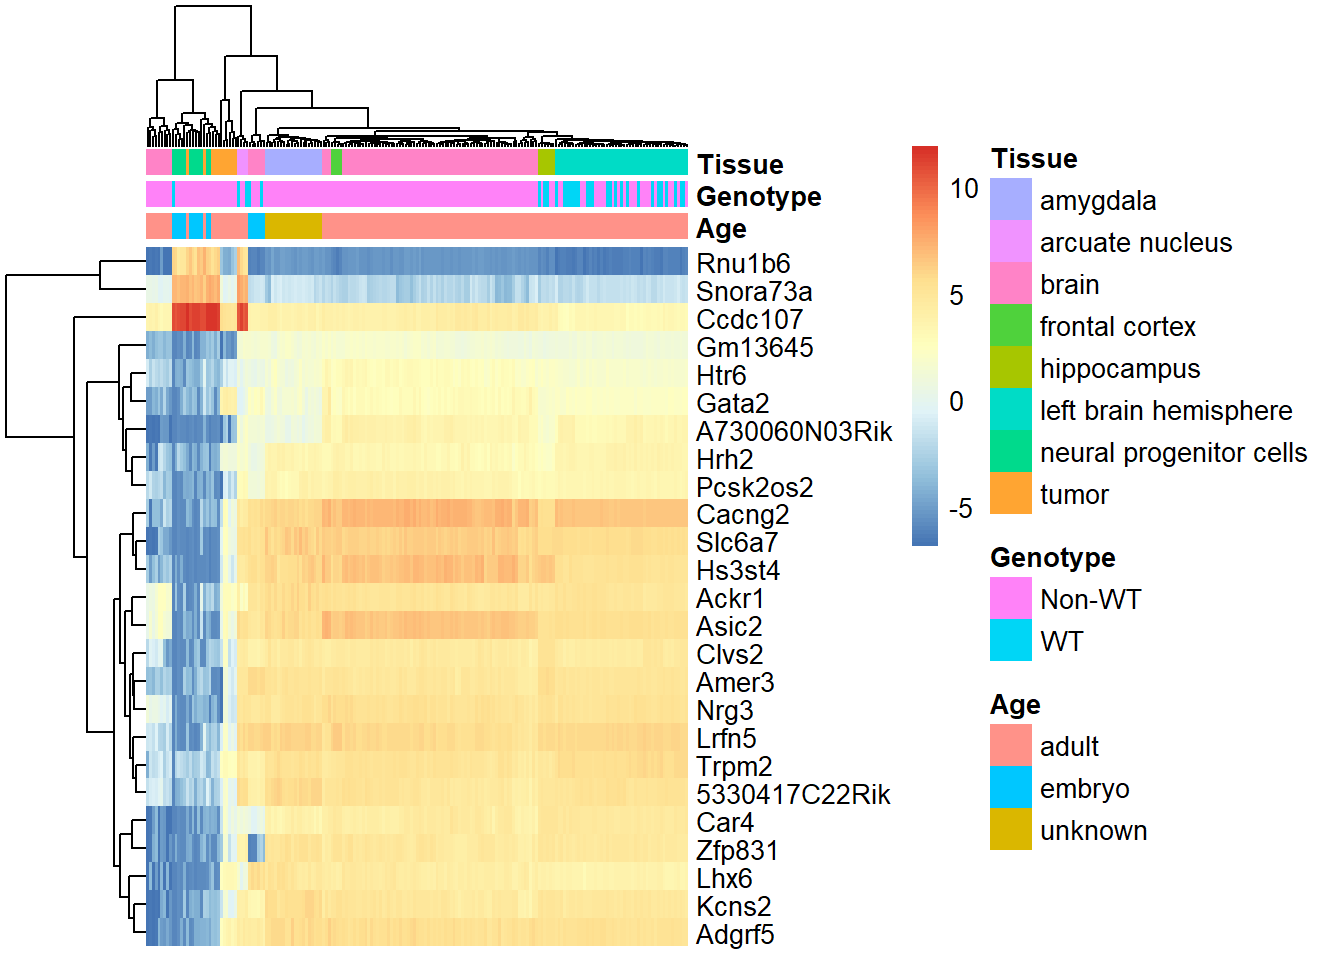 Tissue
Genotype
Age
Rnu1b6
Snora73a
Ccdc107
Gm13645
Htr6
Gata2
A730060N03Rik
Hrh2
Pcsk2os2
Cacng2
Slc6a7
Hs3st4
Ackr1
Asic2
Clvs2
Amer3
Nrg3
Lrfn5
Trpm2
5330417C22Rik
Car4
Zfp831
Lhx6
Kcns2
Adgrf5
10
5
0
-5
Tissue
amygdala
arcuate nucleus
brain
frontal cortex
hippocampus
left brain hemisphere
neural progenitor cells
tumor
Genotype
Non-WT
WT
Age
adult
embryo
unknown